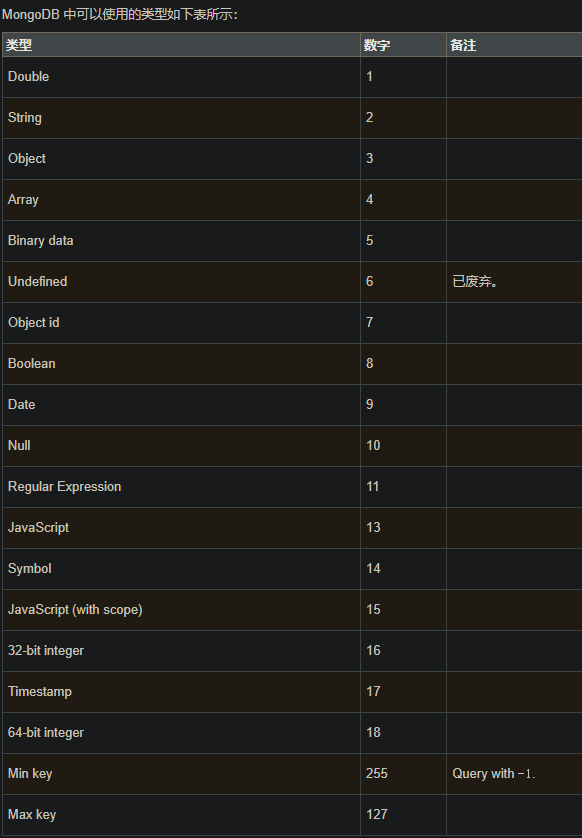 MongoDB 中可以使用的类型如下表所示：
类型 数字 备注
Double 1
String 2
Object 3
Array 4
Binary data 5
Undefined 6 已废弃。
Object id 7
Boolean 8
Date 9
Null 10
Regular Expression 11
JavaScript 13
Symbol 14
JavaScript (with scope) 15
32-bit integer 16
Timestamp 17
64-bit integer 18
Min key 255 Query with -1.
Max key 127